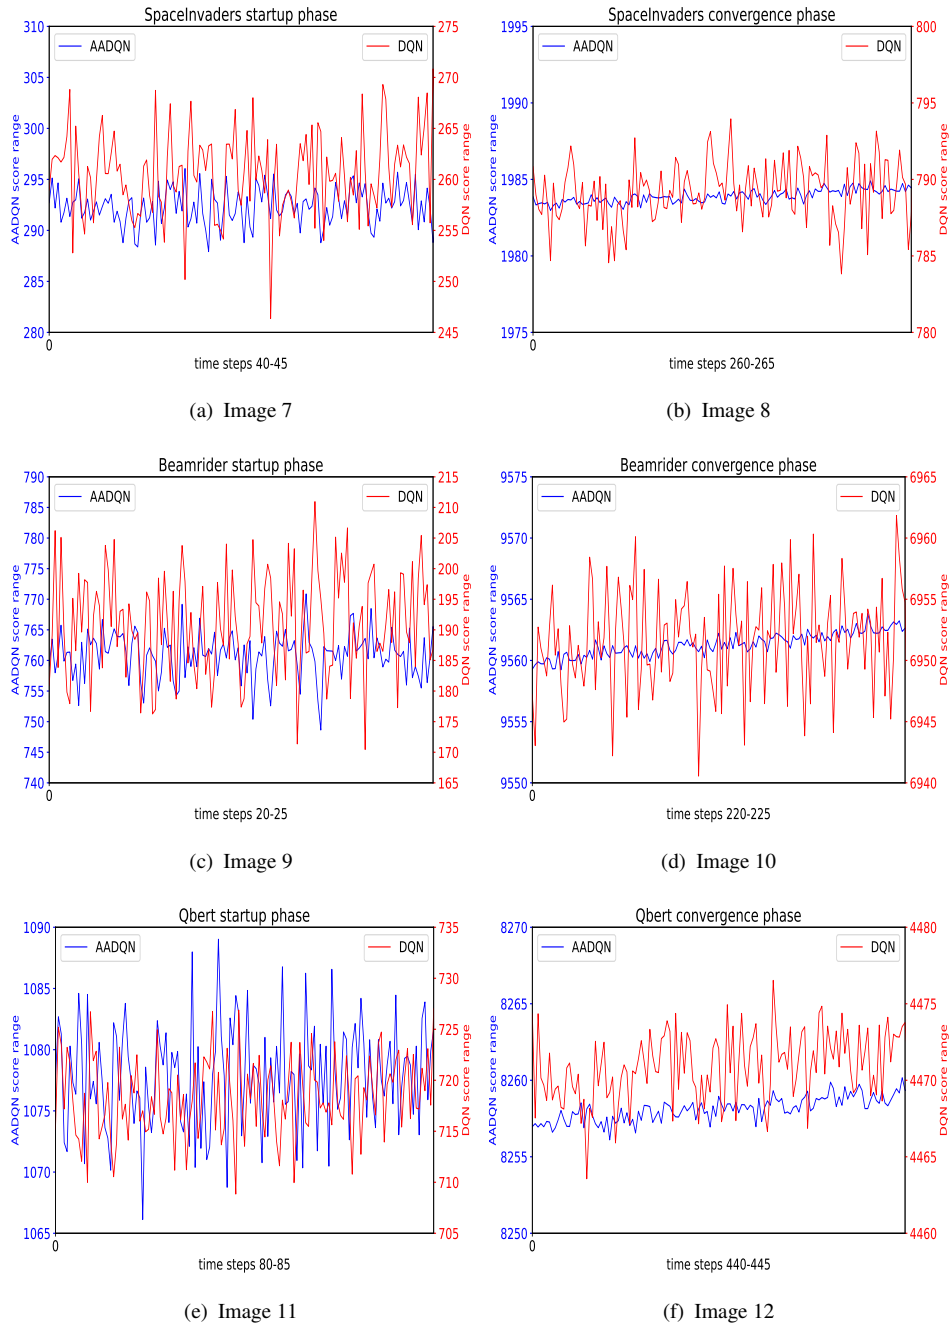 SpaceInvaders startup phase
AADQN
DQN
310
305
300
295
290
285
280
275
270
265
260
255
250
245
AADQN score range
DQN score range
0
time steps 40-45
(a) Image 7
SpaceInvaders convergence phase
AADQN
DQN
1995
1990
1985
1980
1975
800
795
790
785
780
AADQN score range
DQN score range
0
time steps 260-265
(b) Image 8
Beamrider startup phase
AADQN
DQN
790
785
780
775
770
765
760
755
750
745
740
215
210
205
200
195
190
185
180
175
170
165
AADQN score range
DQN score range
0
time steps 20-25
(c) Image 9
Beamrider convergence phase
AADQN
DQN
9575
9570
9565
9560
9555
9550
6965
6960
6955
6950
6945
6940
AADQN score range
DQN score range
0
time steps 220-225
(d) Image 10
Qbert startup phase
AADQN
DQN
1090
1085
1080
1075
1070
1065
735
730
725
720
715
710
705
AADQN score range
DQN score range
0
time steps 80-85
(e) Image 11
Qbert convergence phase
AADQN
DQN
8270
8265
8260
8255
8250
4480
4475
4470
4465
4460
AADQN score range
DQN score range
0
time steps 440-445
(f) Image 12